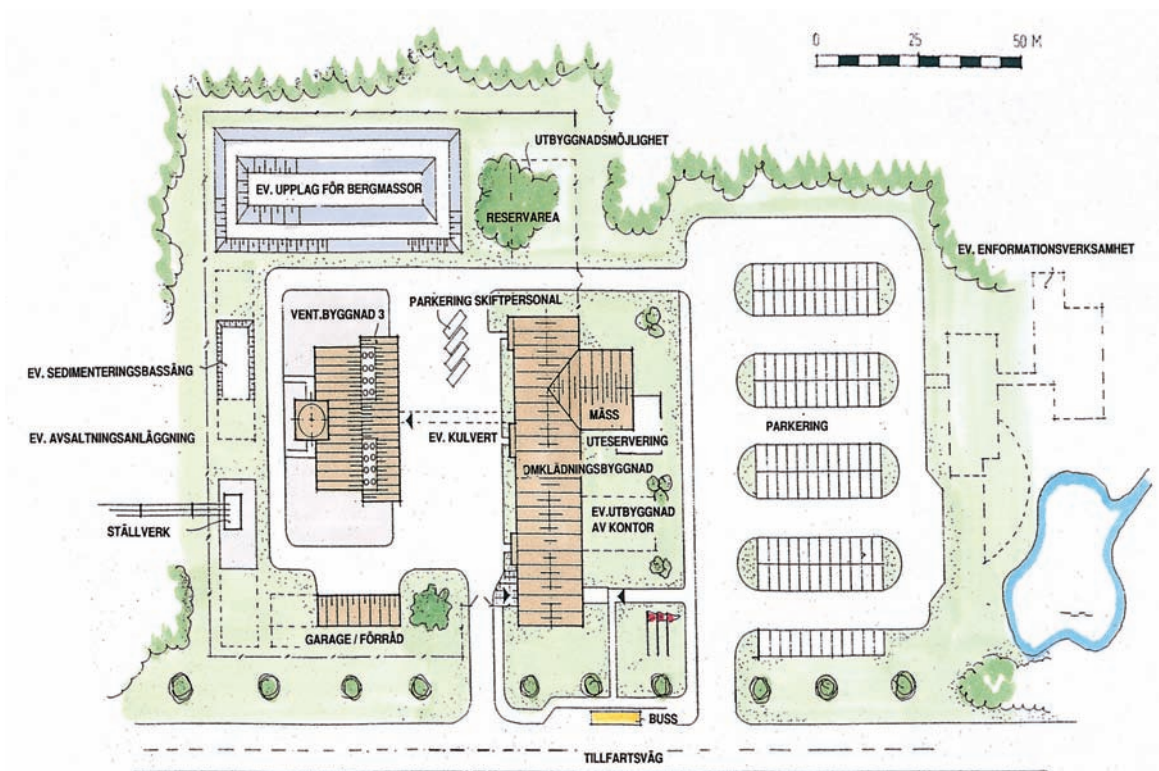 0 25 50 M
UTBYGGNADSMÖJLIGHET
EV. UPPLAG FÖR BERGMASSOR
RESERVAREA
EV. ENFORMATIONSVERKSAMHET
PARKERING SKIFTPERSONAL
VENT.BYGGNAD 3
EV. SEDIMENTERINGSBASSÄNG
MÄSS
PARKERING
EV. AVSALTNINGSANLÄGGNING
EV. KULVERT
UTESERVERING
OMKLÄDNINGSBYGGNAD
EV.UTBYGGNAD
AV KONTOR
STÄLLVERK
GARAGE / FÖRRÅD
BUSS
TILLFARTSVÄG